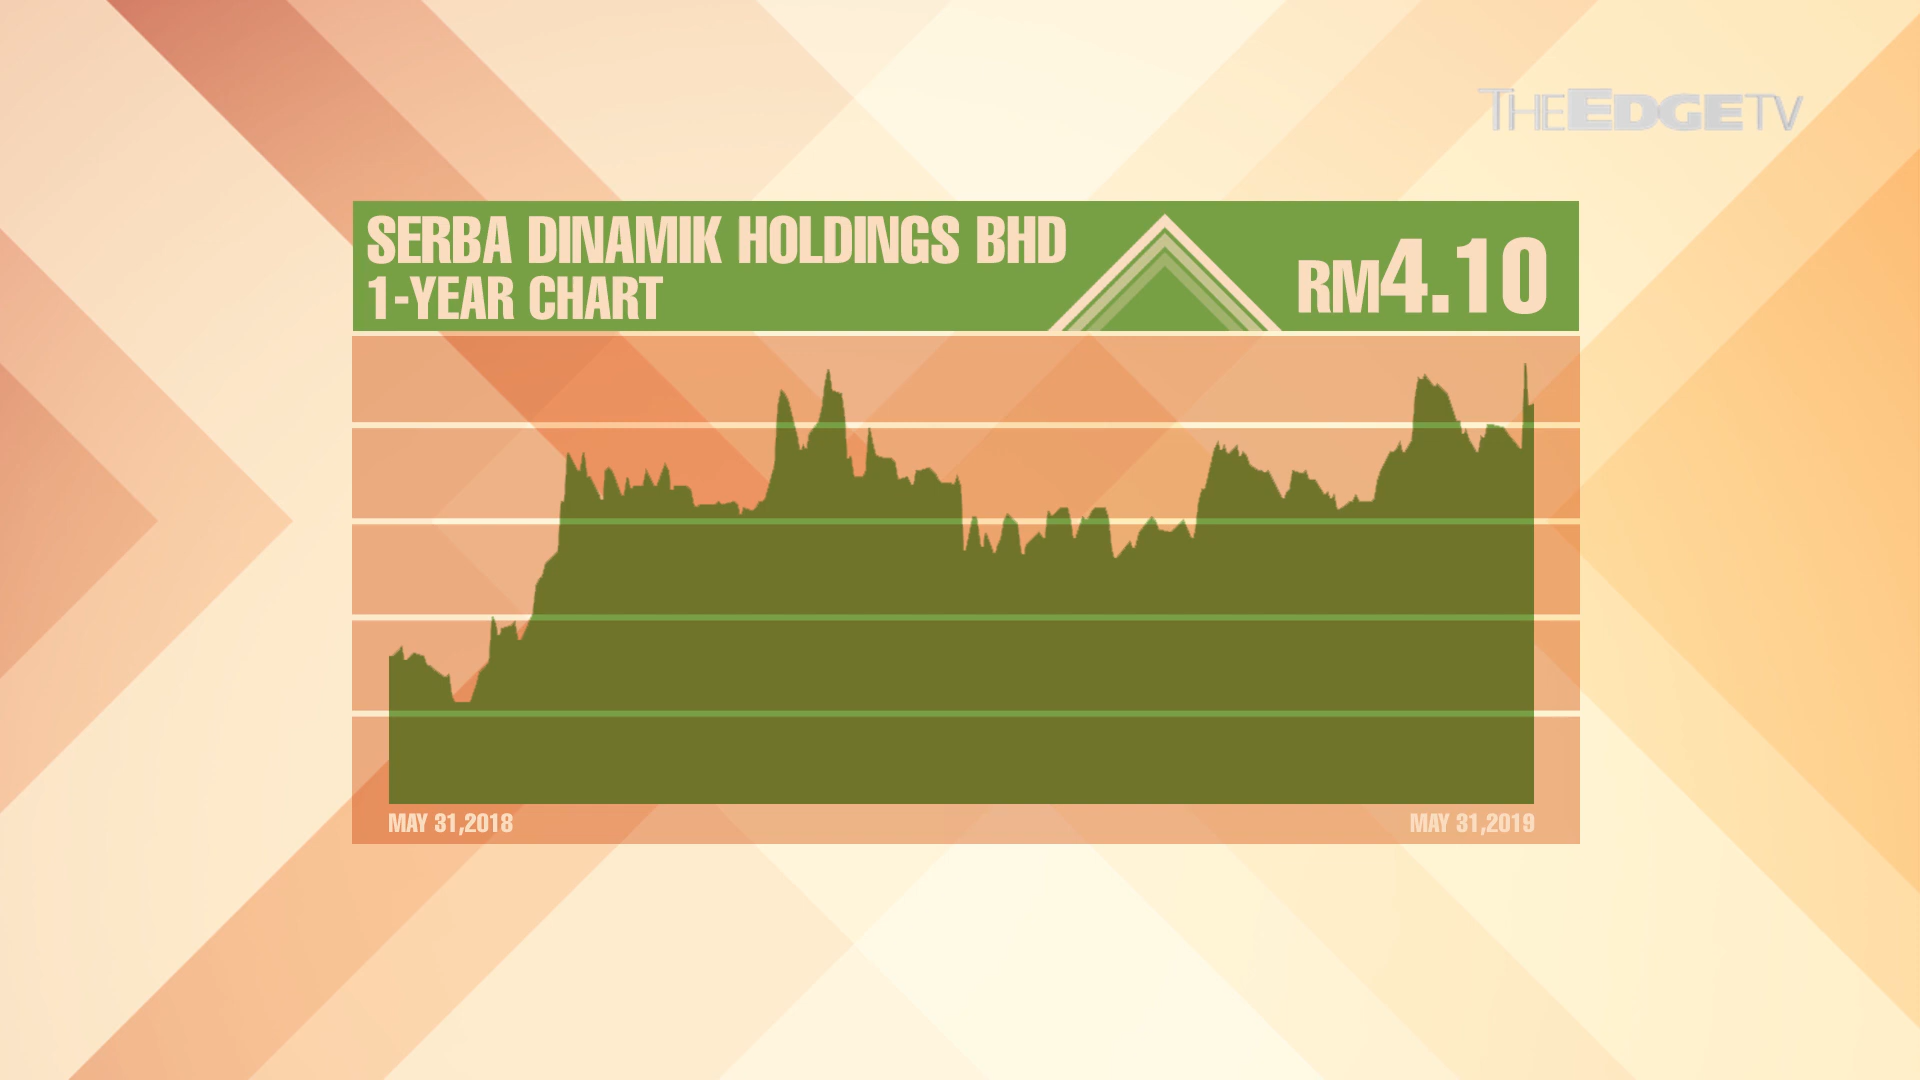 THEEDGETV
SERBA DINAMIK HOLDINGS BHD
1-YEAR CHART
RM4.10
MAY 31,2018
MAY 31,2019